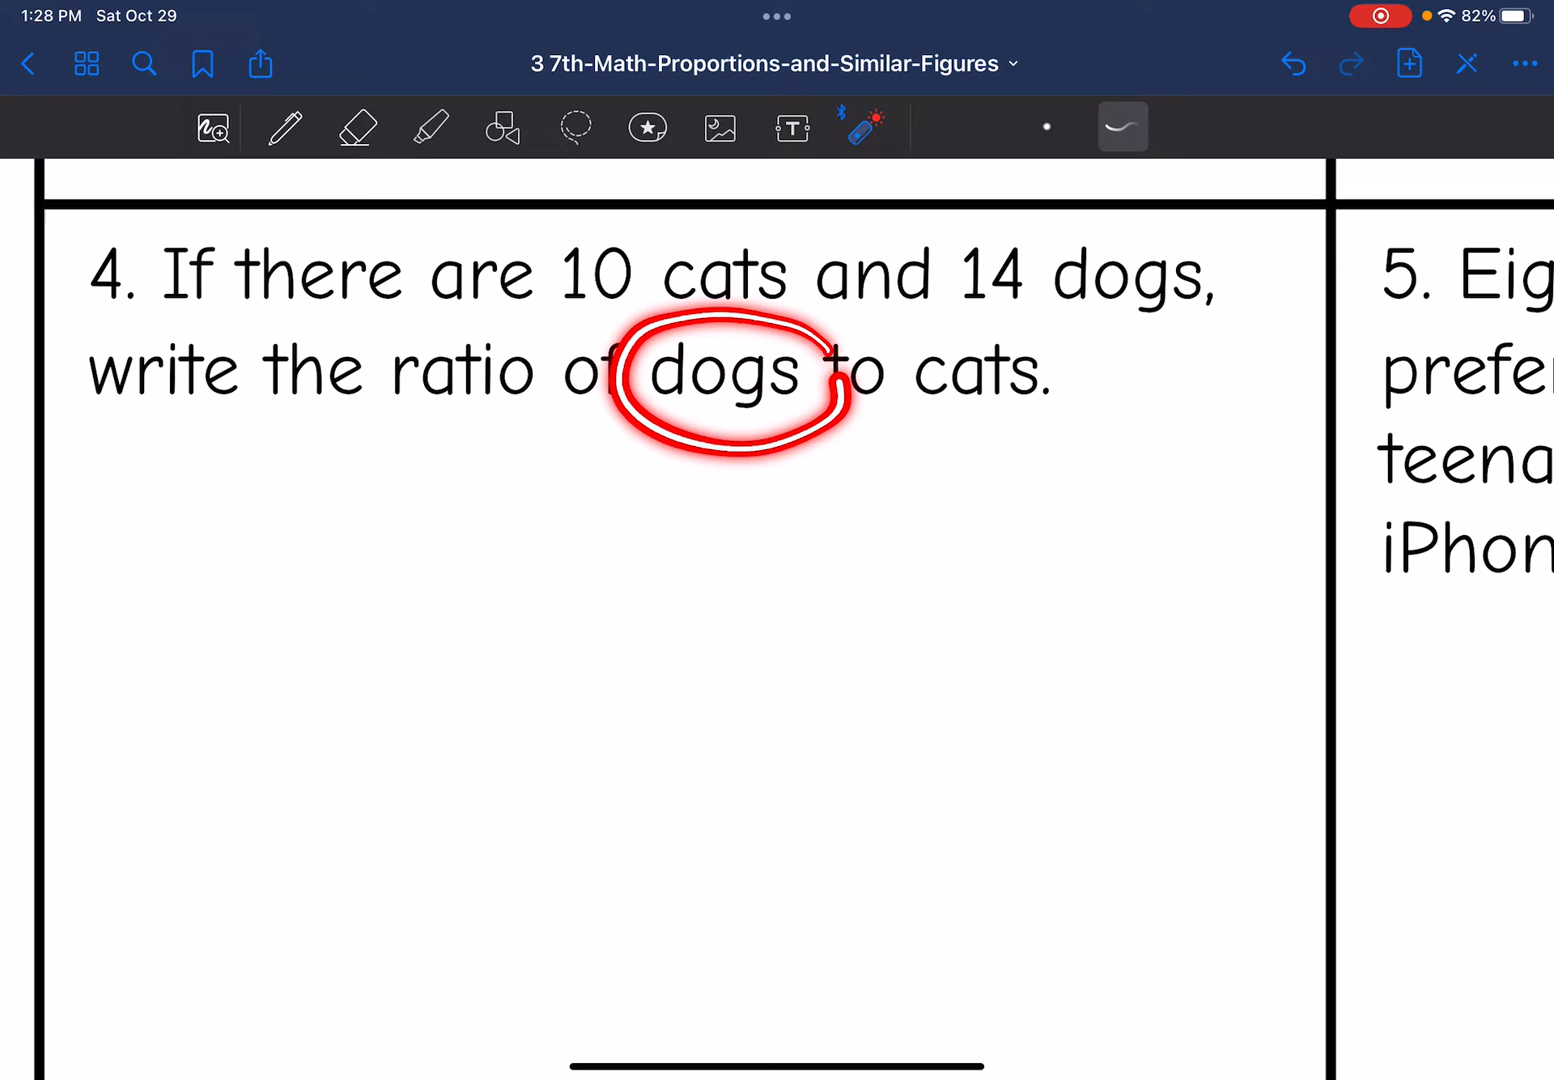 1:28 PM Sat Oct 29
82%
3 7th-Math-Proportions-and-Similar-Figures
T
4. If there are 10 cats and 14 dogs,
write the ratio of dogs to cats.
5. Eig
prefer
teena
iPhon